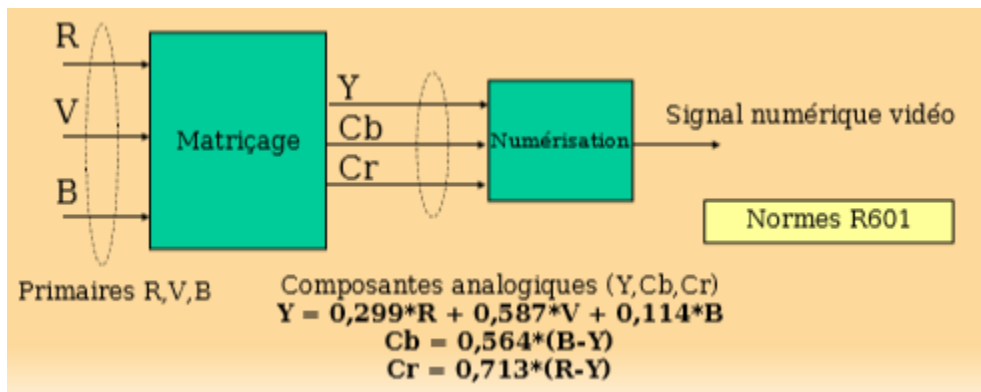 R
V
B
Matriçage
Y
Cb
Cr
Numérisation
Signal numérique vidéo
Normes R601
Primaires R,V,B
Composantes analogiques (Y,Cb,Cr)
Y = 0,299*R + 0,587*V + 0,114*B
Cb = 0,564*(B-Y)
Cr = 0,713*(R-Y)